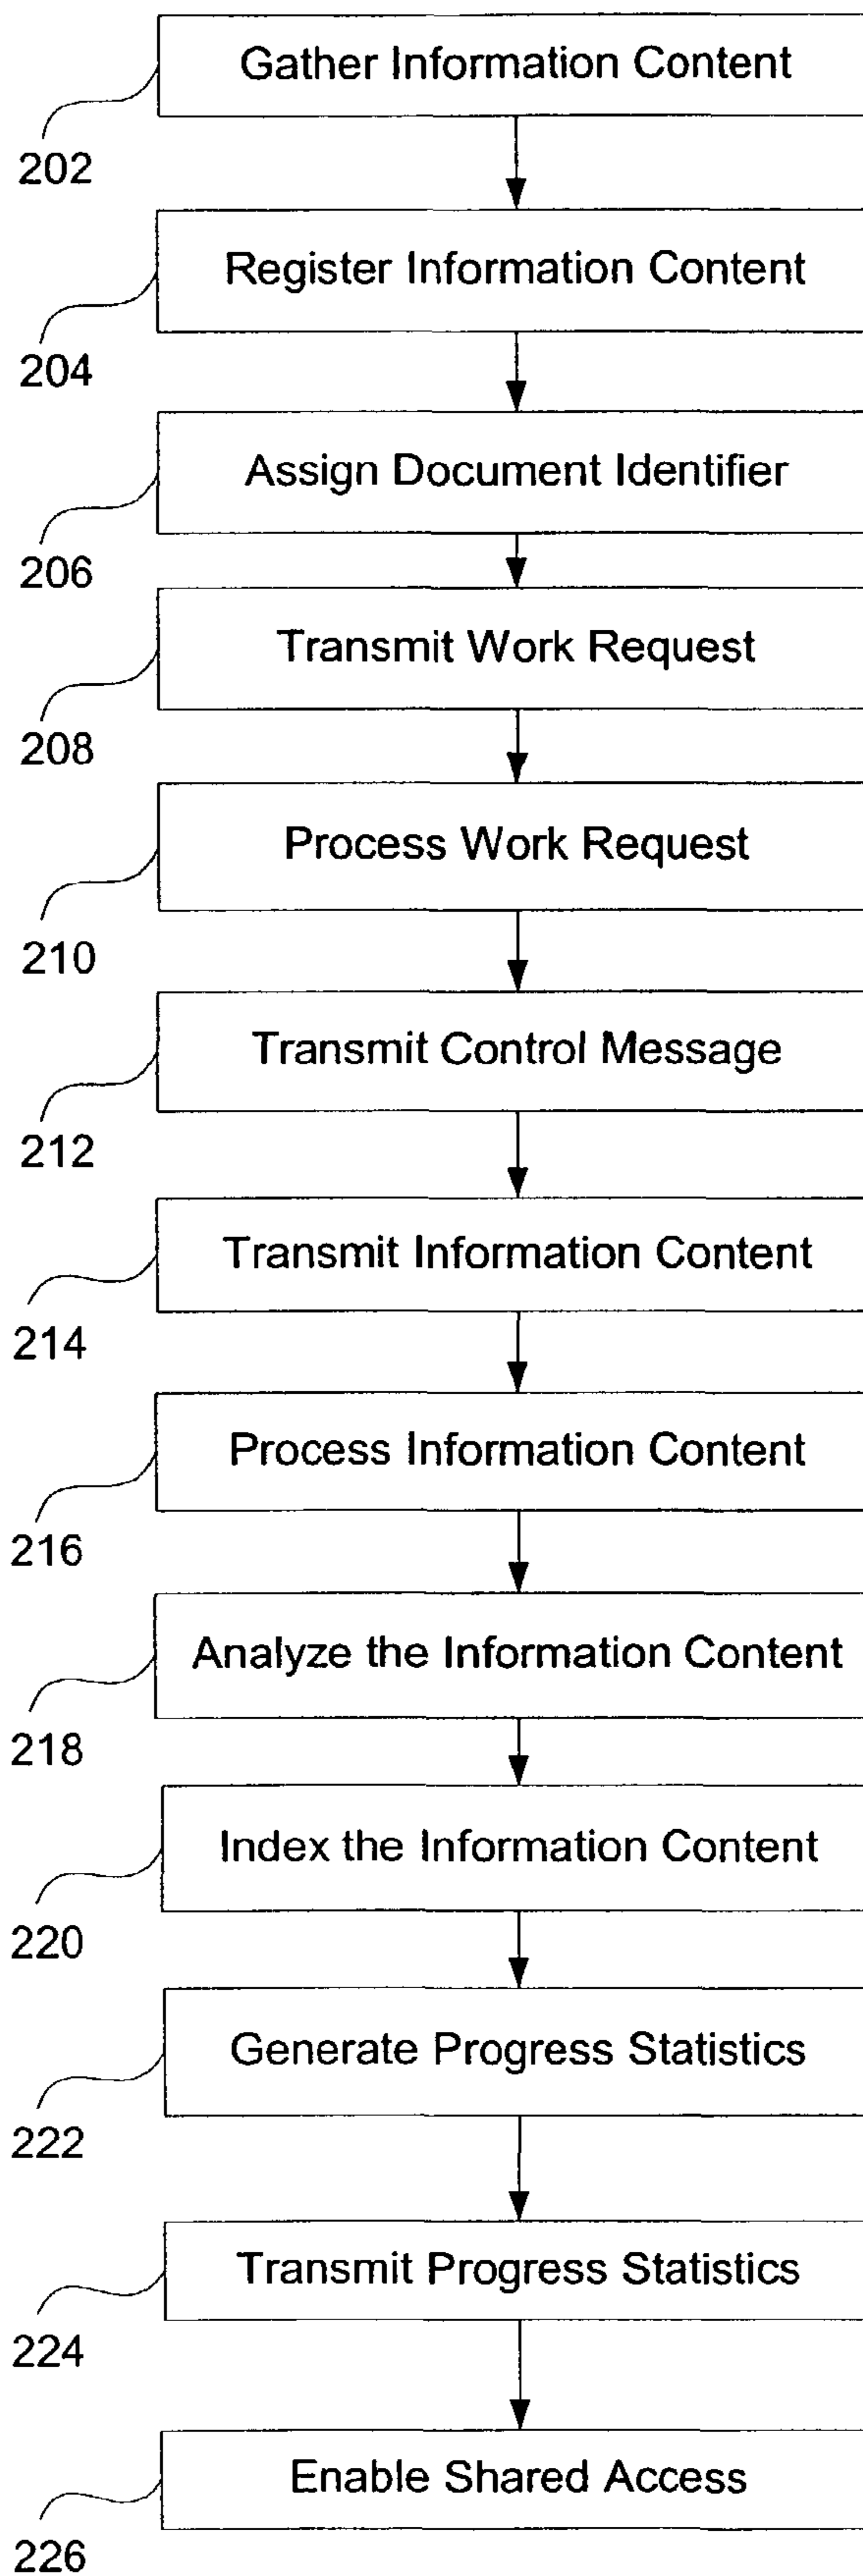 Gather Information Content
202
Register Information Content
204
Assign Document Identifier
206
Transmit Work Request
208
Process Work Request
210
Transmit Control Message
212
Transmit Information Content
214
Process Information Content
216
Analyze the Information Content
218
Index the Information Content
220
Generate Progress Statistics
222
Transmit Progress Statistics
224
Enable Shared Access
226